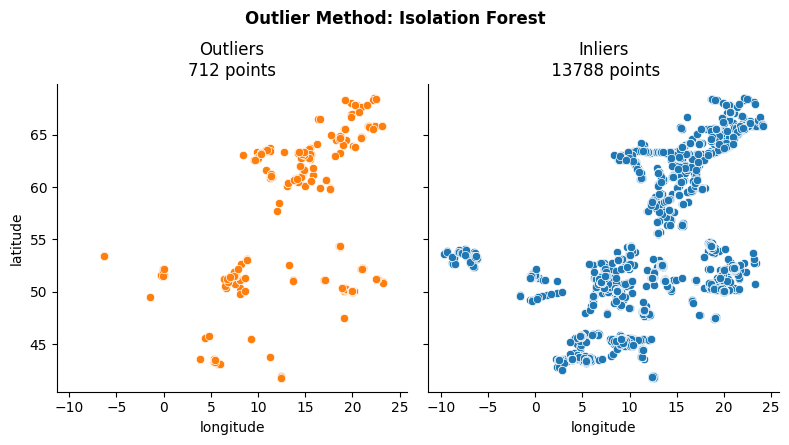 Outlier Method: Isolation Forest
Outliers
712 points
Inliers
13788 points
latitude
65
60
55
50
45
−10 −5 0 5 10 15 20 25
longitude
−10 −5 0 5 10 15 20 25
longitude